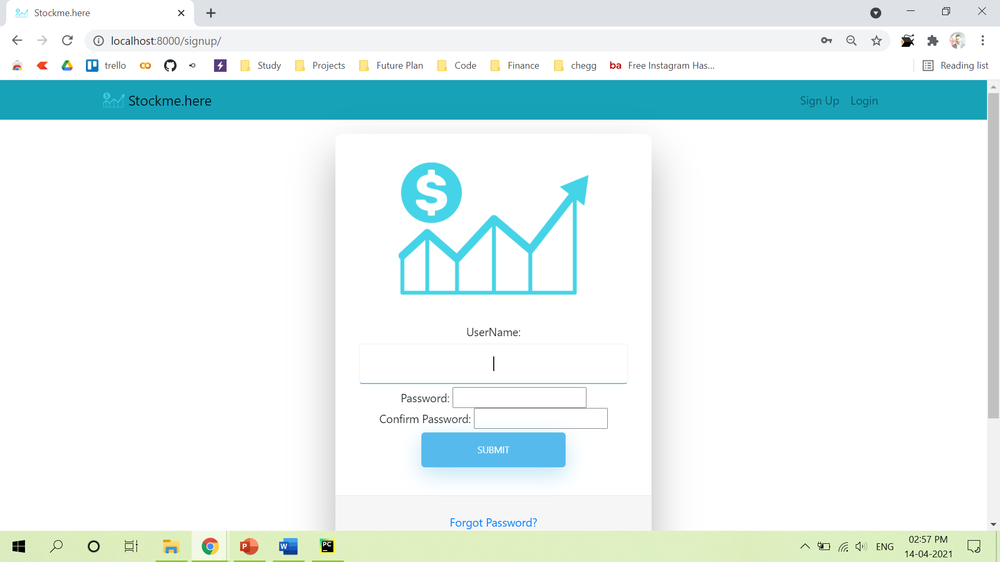 Stockme.here
localhost:8000/signup/
trello
Study
Projects
Future Plan
Code
Finance
chegg
ba Free Instagram Has...
Reading list
Stockme.here
Sign Up
Login
$
UserName:
Password:
Confirm Password:
SUBMIT
Forgot Password?
P
W
PC
ENG
02:57 PM
14-04-2021